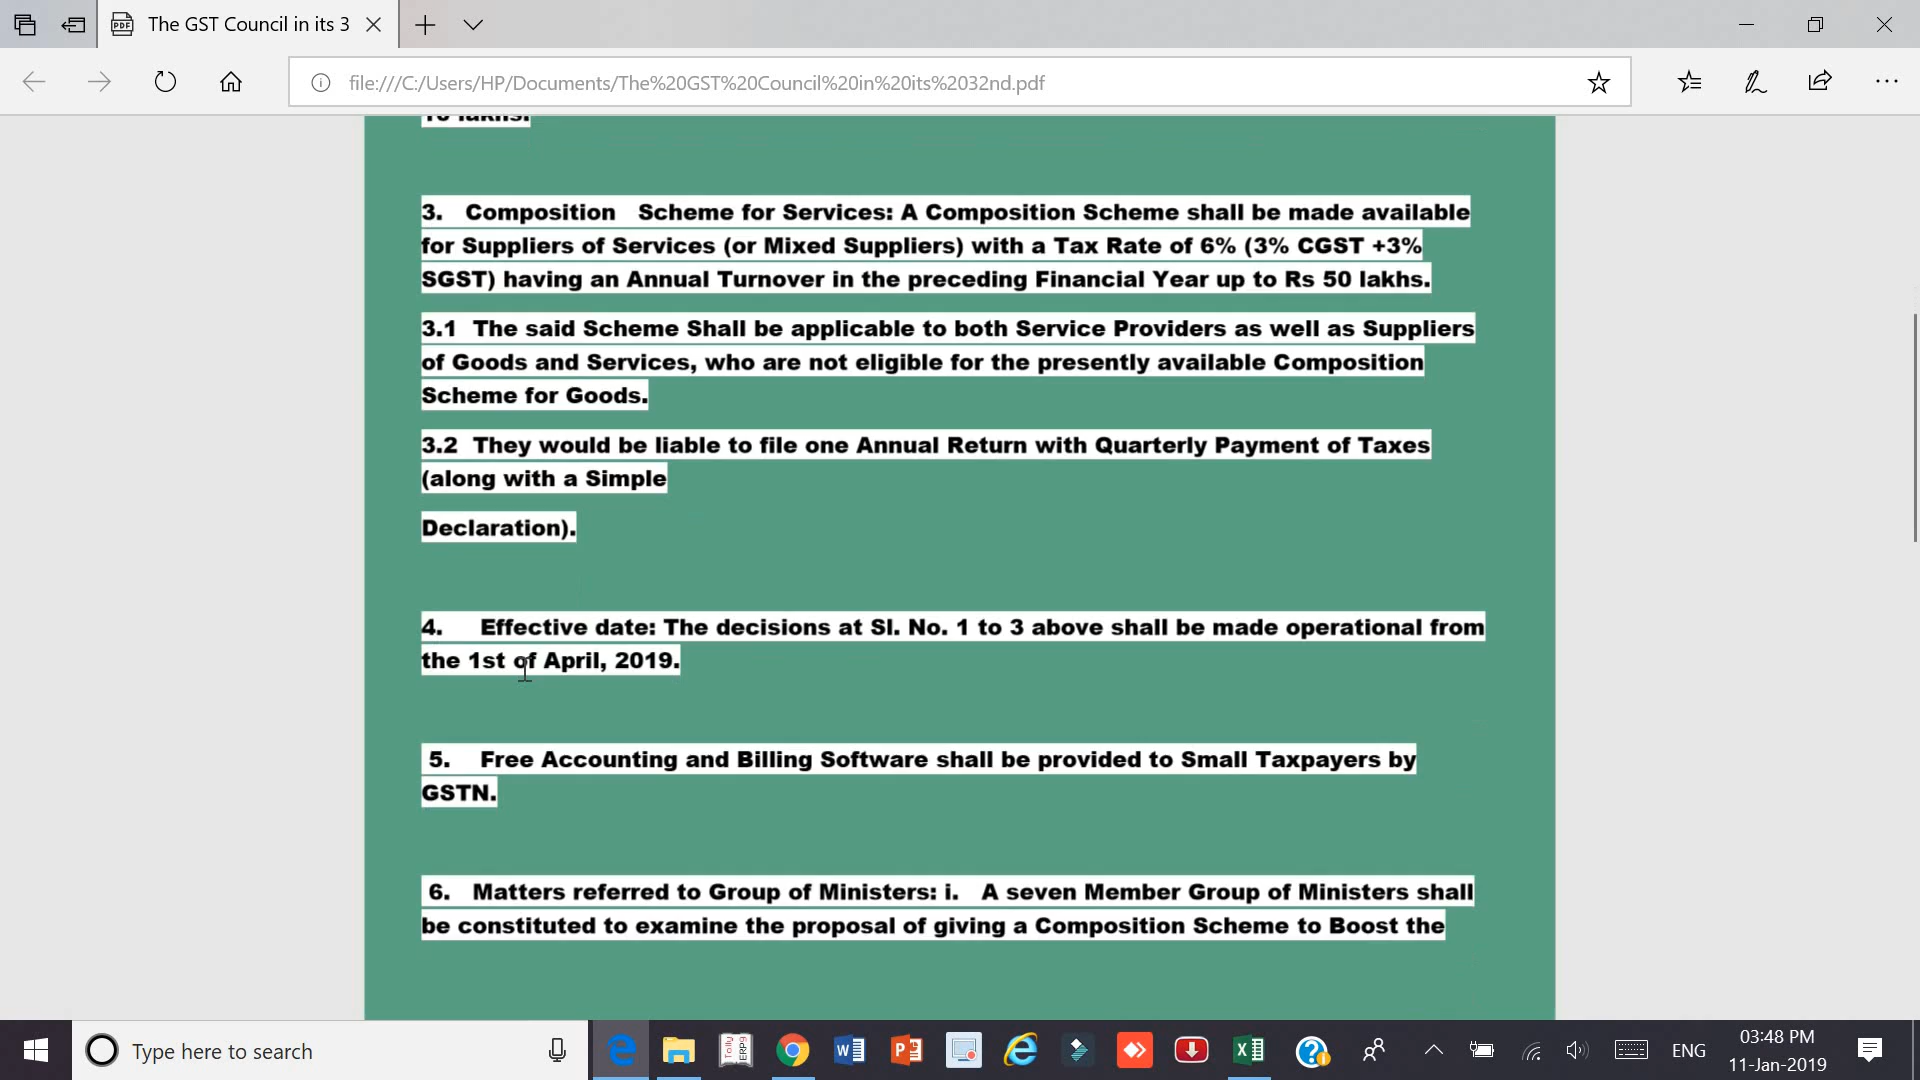 The GST Council in its 3
file:///C:/Users/HP/Documents/The%20GST%20Council%20in%20its%2032nd.pdf
10 lakhs.
3. Composition Scheme for Services: A Composition Scheme shall be made available
for Suppliers of Services (or Mixed Suppliers) with a Tax Rate of 6% (3% CGST +3%
SGST) having an Annual Turnover in the preceding Financial Year up to Rs 50 lakhs.
3.1 The said Scheme Shall be applicable to both Service Providers as well as Suppliers
of Goods and Services, who are not eligible for the presently available Composition
Scheme for Goods.
3.2 They would be liable to file one Annual Return with Quarterly Payment of Taxes
(along with a Simple
Declaration).
4. Effective date: The decisions at Sl. No. 1 to 3 above shall be made operational from
the 1st of April, 2019.
5. Free Accounting and Billing Software shall be provided to Small Taxpayers by
GSTN.
6. Matters referred to Group of Ministers: i. A seven Member Group of Ministers shall
be constituted to examine the proposal of giving a Composition Scheme to Boost the
Type here to search
ENG
03:48 PM
11-Jan-2019